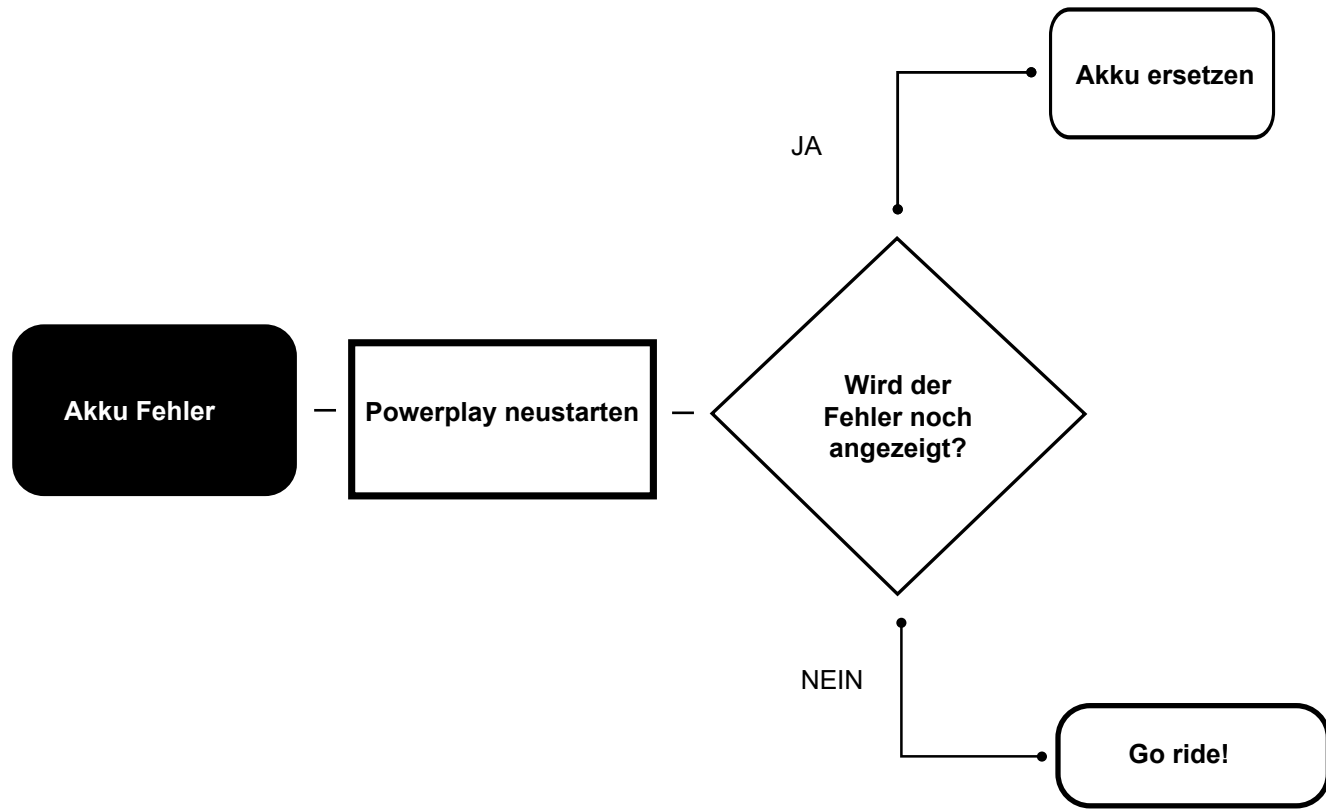 Akku ersetzen
JA
Akku Fehler
Powerplay neustarten
Wird der
Fehler noch
angezeigt?
NEIN
Go ride!